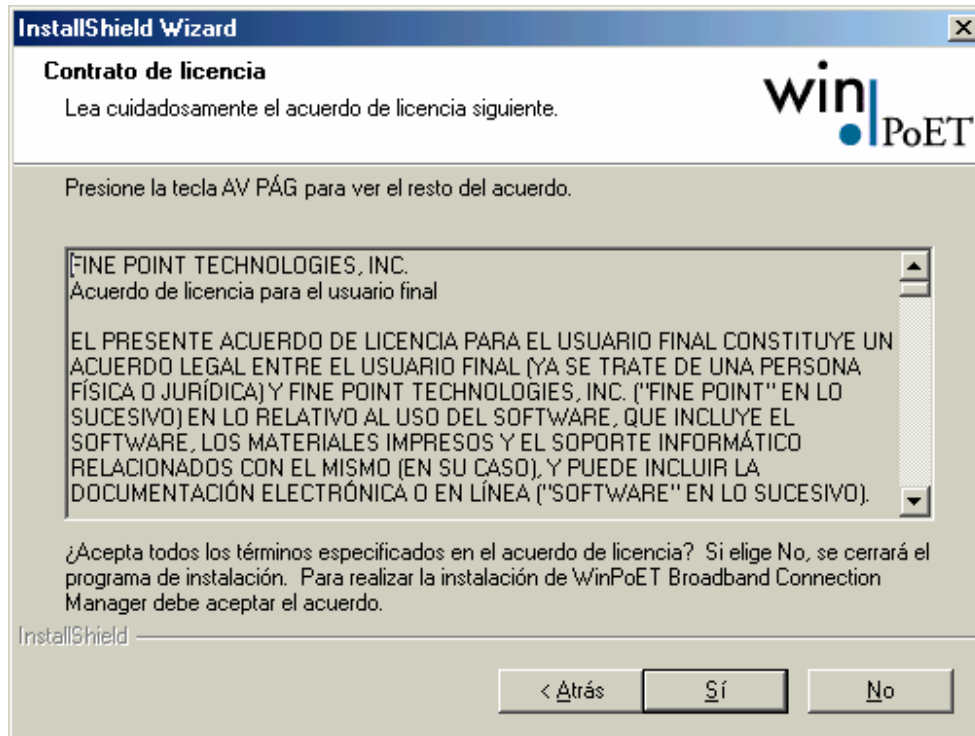 InstallShield Wizard
Contrato de licencia
Lea cuidadosamente el acuerdo de licencia siguiente.
win
PoET
Presione la tecla AV PÁG para ver el resto del acuerdo.
FINE POINT TECHNOLOGIES, INC.
Acuerdo de licencia para el usuario final
EL PRESENTE ACUERDO DE LICENCIA PARA EL USUARIO FINAL CONSTITUYE UN
ACUERDO LEGAL ENTRE EL USUARIO FINAL (YA SE TRATE DE UNA PERSONA
FÍSICA O JURÍDICA) Y FINE POINT TECHNOLOGIES, INC. ("FINE POINT" EN LO
SUCESIVO) EN LO RELATIVO AL USO DEL SOFTWARE, QUE INCLUYE EL
SOFTWARE, LOS MATERIALES IMPRESOS Y EL SOPORTE INFORMÁTICO
RELACIONADOS CON EL MISMO (EN SU CASO), Y PUEDE INCLUIR LA
DOCUMENTACIÓN ELECTRÓNICA O EN LÍNEA ("SOFTWARE" EN LO SUCESIVO).
¿Acepta todos los términos especificados en el acuerdo de licencia? Si elige No, se cerrará el
programa de instalación. Para realizar la instalación de WinPoET Broadband Connection
Manager debe aceptar el acuerdo.
InstallShield
< Atrás
Sí
No